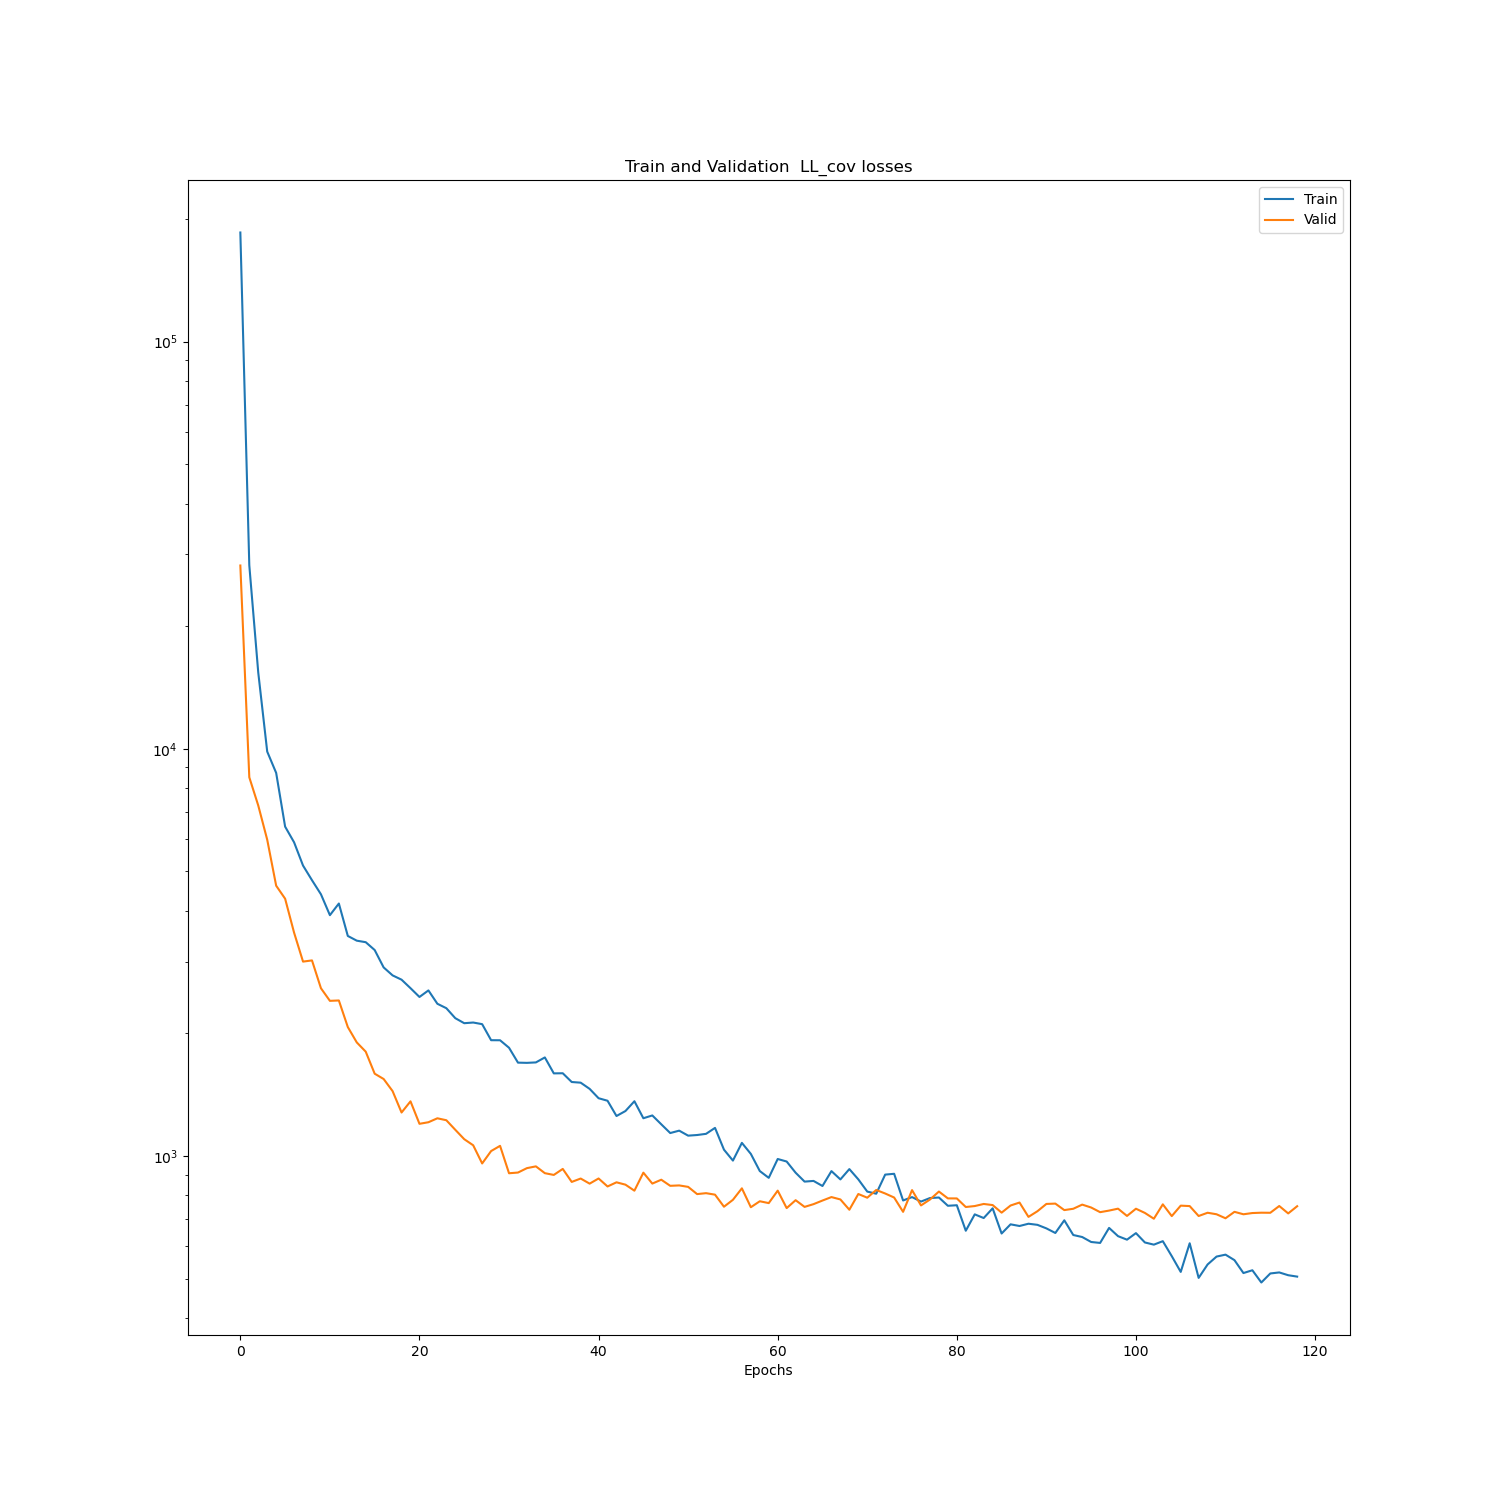 Train and Validation  LL_cov losses
Train
Valid
10^5
10^4
10^3
0 20 40 60 80 100 120
Epochs